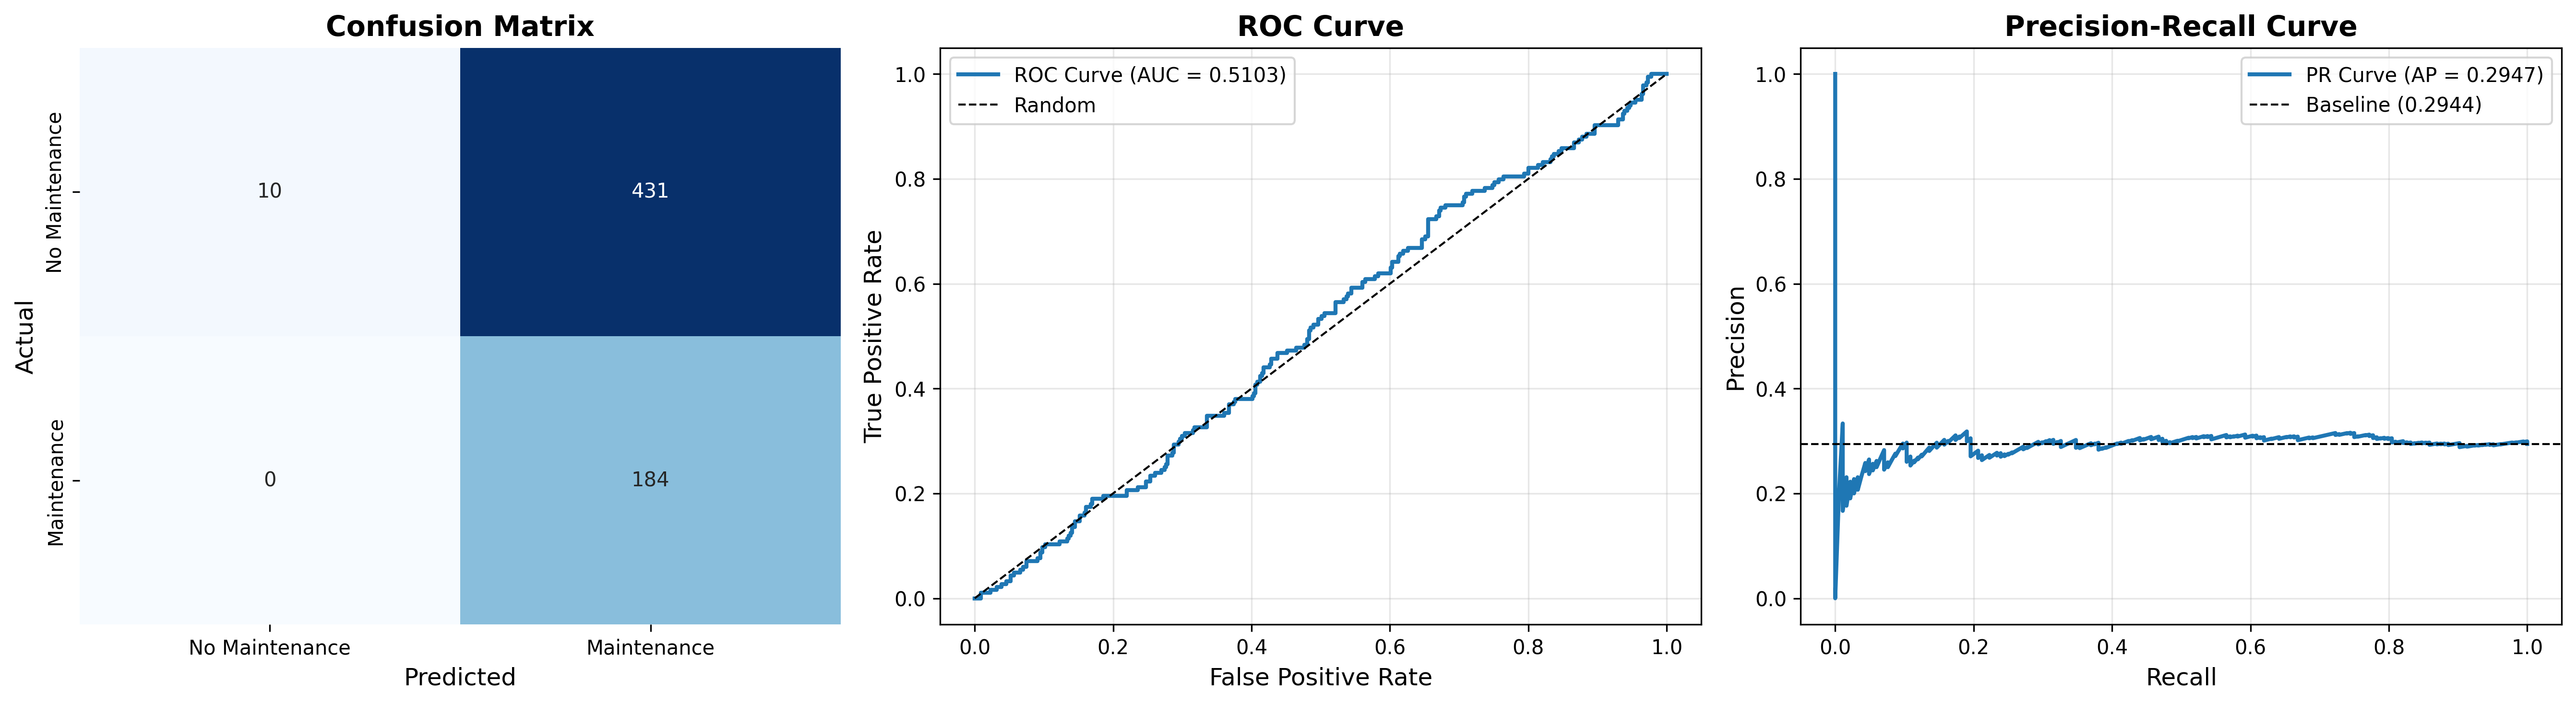 Confusion Matrix
Actual
No Maintenance
Maintenance
10
431
0
184
No Maintenance
Maintenance
Predicted
ROC Curve
ROC Curve (AUC = 0.5103)
Random
True Positive Rate
1.0
0.8
0.6
0.4
0.2
0.0
0.0
0.2
0.4
0.6
0.8
1.0
False Positive Rate
Precision-Recall Curve
PR Curve (AP = 0.2947)
Baseline (0.2944)
Precision
1.0
0.8
0.6
0.4
0.2
0.0
0.0
0.2
0.4
0.6
0.8
1.0
Recall